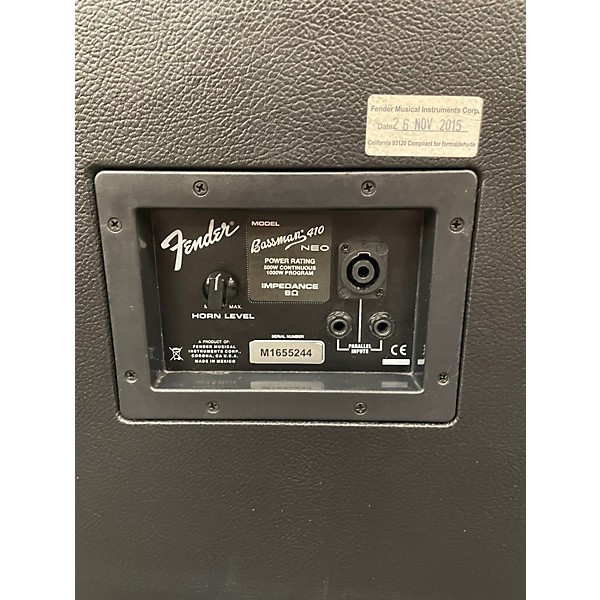 Fender Musical Instruments Corp.
Date 26 NOV 2015
California 93120 Compliant for formaldehyde
Fender
MODEL
Bassman 410
NEO
POWER RATING
500W CONTINUOUS
1000W PROGRAM
IMPEDANCE
8Ω
MAX.
HORN LEVEL
A PRODUCT OF:
FENDER MUSICAL
INSTRUMENTS CORP.
CORONA, CA U.S.A.
MADE IN MEXICO
SERIAL NUMBER
M1655244
PARALLEL
INPUTS
CE